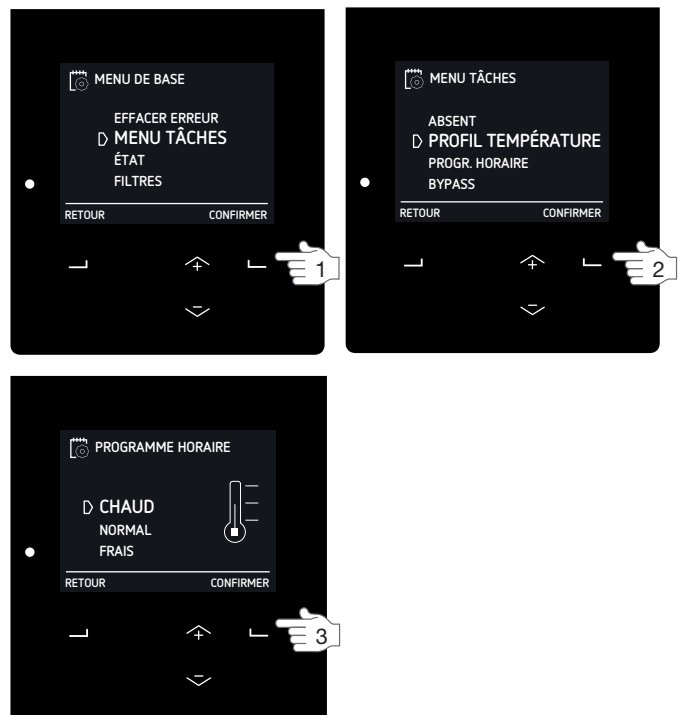 MENU DE BASE
EFFACER ERREUR
MENU TÂCHES
ÉTAT
FILTRES
RETOUR CONFIRMER
1
MENU TÂCHES
ABSENT
PROFIL TEMPÉRATURE
PROGR. HORAIRE
BYPASS
RETOUR CONFIRMER
2
PROGRAMME HORAIRE
CHAUD
NORMAL
FRAIS
RETOUR CONFIRMER
3